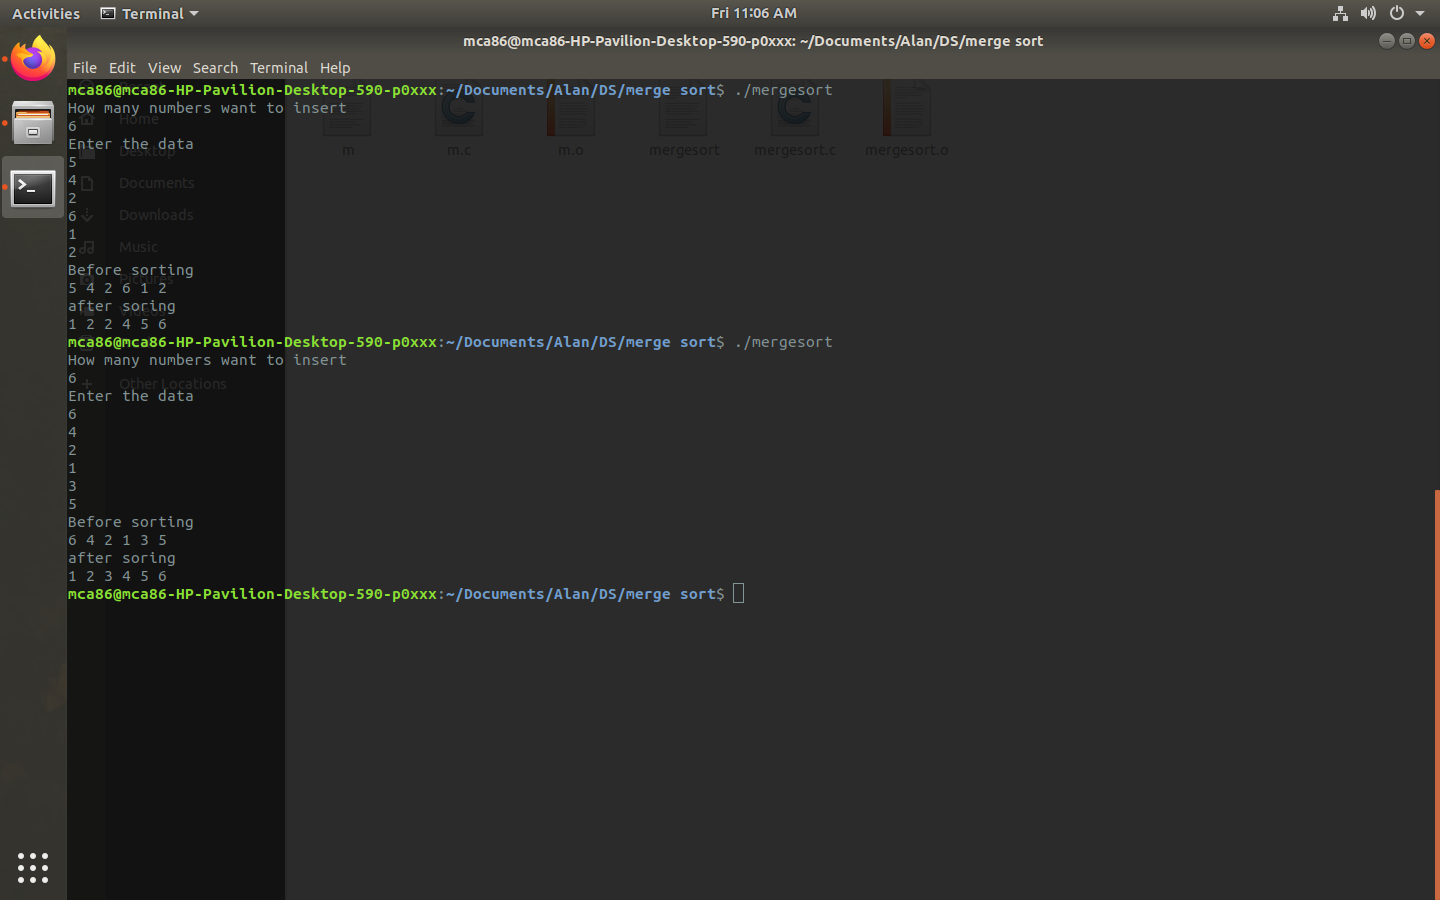 Activities Terminal Fri 11:06 AM
mca86@mca86-HP-Pavilion-Desktop-590-p0xxx: ~/Documents/Alan/DS/merge sort
File Edit View Search Terminal Help
mca86@mca86-HP-Pavilion-Desktop-590-p0xxx:~/Documents/Alan/DS/merge sort$ ./mergesort
How many numbers want to insert
6
Enter the data
5
4
2
6
1
2
Before sorting
5 4 2 6 1 2
after soring
1 2 2 4 5 6
mca86@mca86-HP-Pavilion-Desktop-590-p0xxx:~/Documents/Alan/DS/merge sort$ ./mergesort
How many numbers want to insert
6
Enter the data
6
4
2
1
3
5
Before sorting
6 4 2 1 3 5
after soring
1 2 3 4 5 6
mca86@mca86-HP-Pavilion-Desktop-590-p0xxx:~/Documents/Alan/DS/merge sort$
Home
Desktop
Documents
Downloads
Music
Pictures
Videos
Other Locations
m m.c m.o mergesort mergesort.c mergesort.o